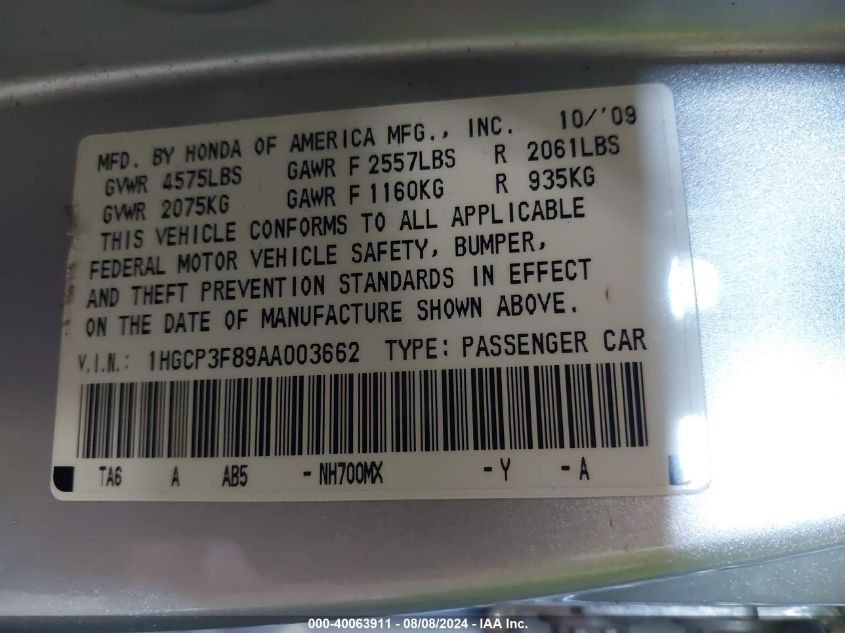 MFD. BY HONDA OF AMERICA MFG., INC. 10/'09
GVWR 4575LBS GAWR F 2557LBS R 2061LBS
GVWR 2075KG GAWR F 1160KG R 935KG
THIS VEHICLE CONFORMS TO ALL APPLICABLE
FEDERAL MOTOR VEHICLE SAFETY, BUMPER,
AND THEFT PREVENTION STANDARDS IN EFFECT
ON THE DATE OF MANUFACTURE SHOWN ABOVE.
V.I.N.: 1HGCP3F89AA003662 TYPE: PASSENGER CAR
TA6 A AB5 - NH700MX - Y - A
000-40063911 - 08/08/2024 - IAA Inc.